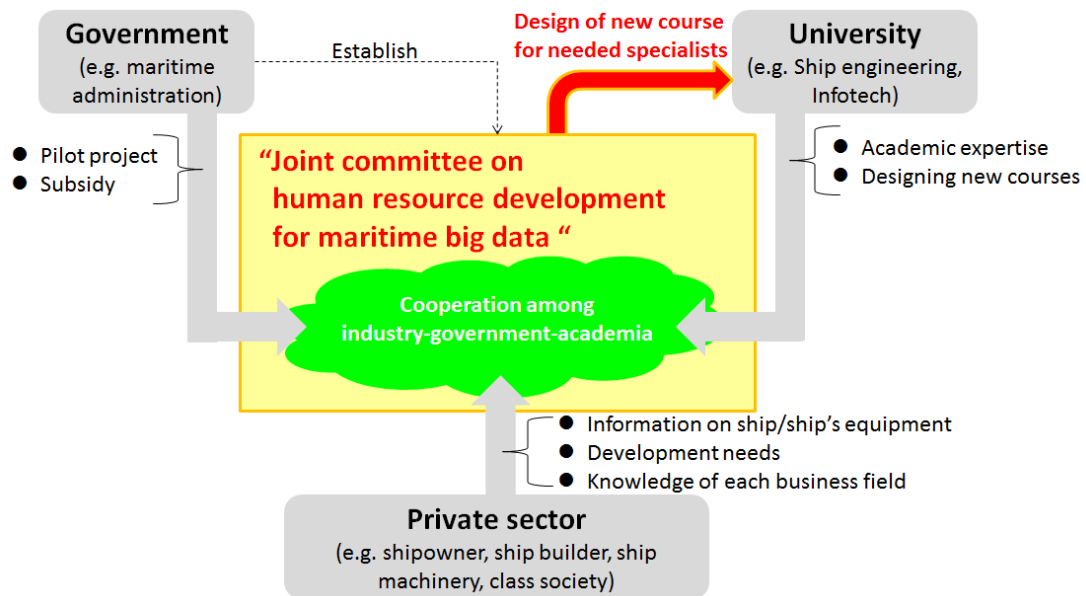 Government
(e.g. maritime
administration)
Establish
Design of new course
for needed specialists
University
(e.g. Ship engineering,
Infotech)
● Pilot project
● Subsidy
“Joint committee on
human resource development
for maritime big data “
● Academic expertise
● Designing new courses
Cooperation among
industry-government-academia
● Information on ship/ship’s equipment
● Development needs
● Knowledge of each business field
Private sector
(e.g. shipowner, ship builder, ship
machinery, class society)